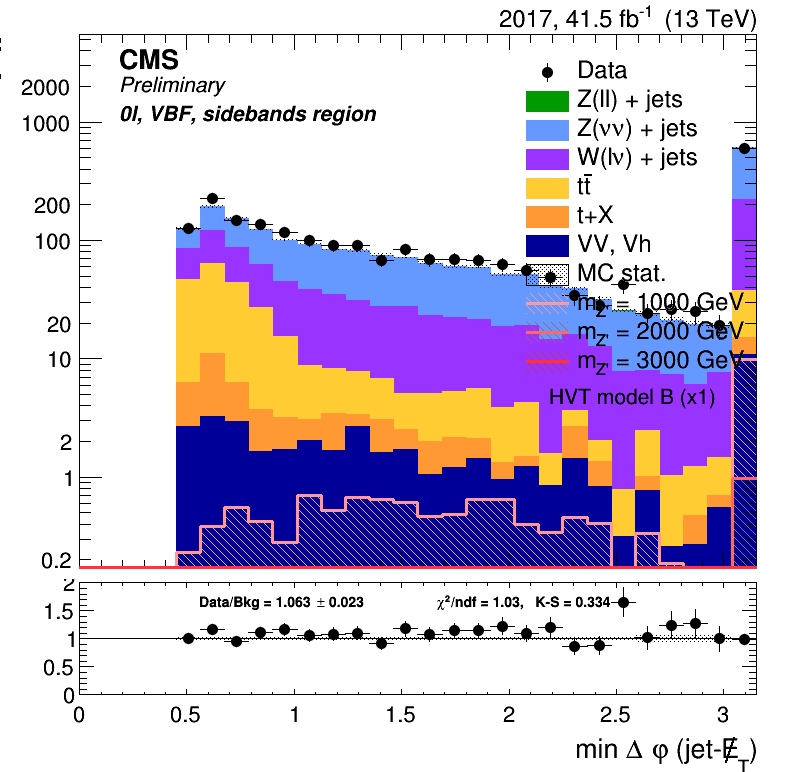 2017, 41.5 fb⁻¹ (13 TeV)
CMS
Preliminary
0l, VBF, sidebands region
Data
Z(ll) + jets
Z(νν) + jets
W(lν) + jets
tt̄
t+X
VV, Vh
MC stat.
m_Z' = 1000 GeV
m_Z' = 2000 GeV
m_Z' = 3000 GeV
HVT model B (x1)
2000
1000
200
100
20
10
2
1
0.2
Data/Bkg = 1.063 ± 0.023 χ²/ndf = 1.03, K-S = 0.334
2
1.5
1
0.5
0
0 0.5 1 1.5 2 2.5 3
min Δ φ (jet-E̸_T)